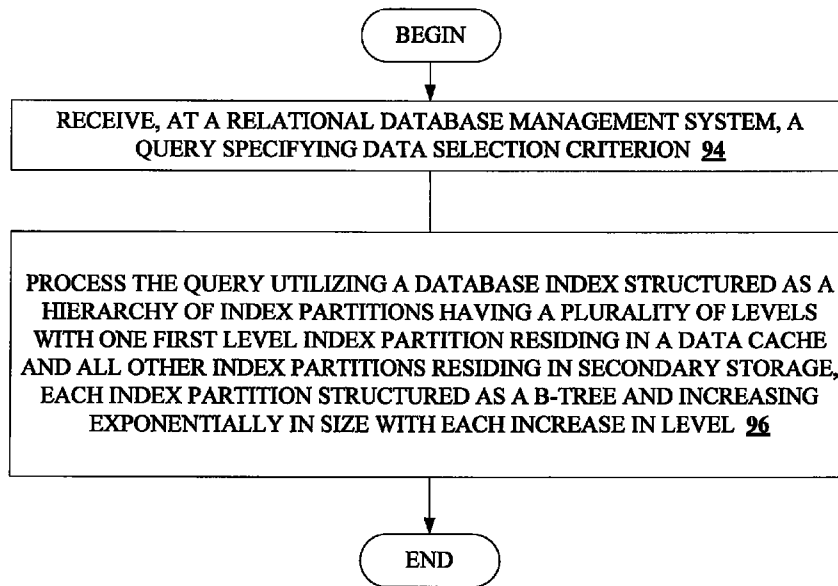 BEGIN
RECEIVE, AT A RELATIONAL DATABASE MANAGEMENT SYSTEM, A
QUERY SPECIFYING DATA SELECTION CRITERION 94
PROCESS THE QUERY UTILIZING A DATABASE INDEX STRUCTURED AS A
HIERARCHY OF INDEX PARTITIONS HAVING A PLURALITY OF LEVELS
WITH ONE FIRST LEVEL INDEX PARTITION RESIDING IN A DATA CACHE
AND ALL OTHER INDEX PARTITIONS RESIDING IN SECONDARY STORAGE,
EACH INDEX PARTITION STRUCTURED AS A B-TREE AND INCREASING
EXPONENTIALLY IN SIZE WITH EACH INCREASE IN LEVEL 96
END